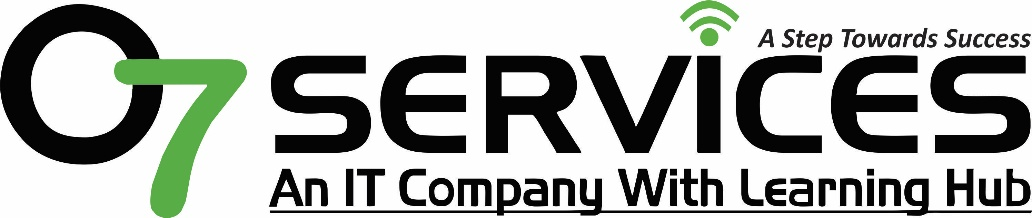 A Step Towards Success
O7 SERVICES
An IT Company With Learning Hub